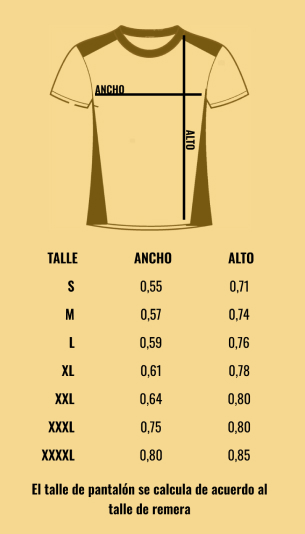 ANCHO
ALTO
TALLE ANCHO ALTO
S 0,55 0,71
M 0,57 0,74
L 0,59 0,76
XL 0,61 0,78
XXL 0,64 0,80
XXXL 0,75 0,80
XXXXL 0,80 0,85
El talle de pantalón se calcula de acuerdo al
talle de remera